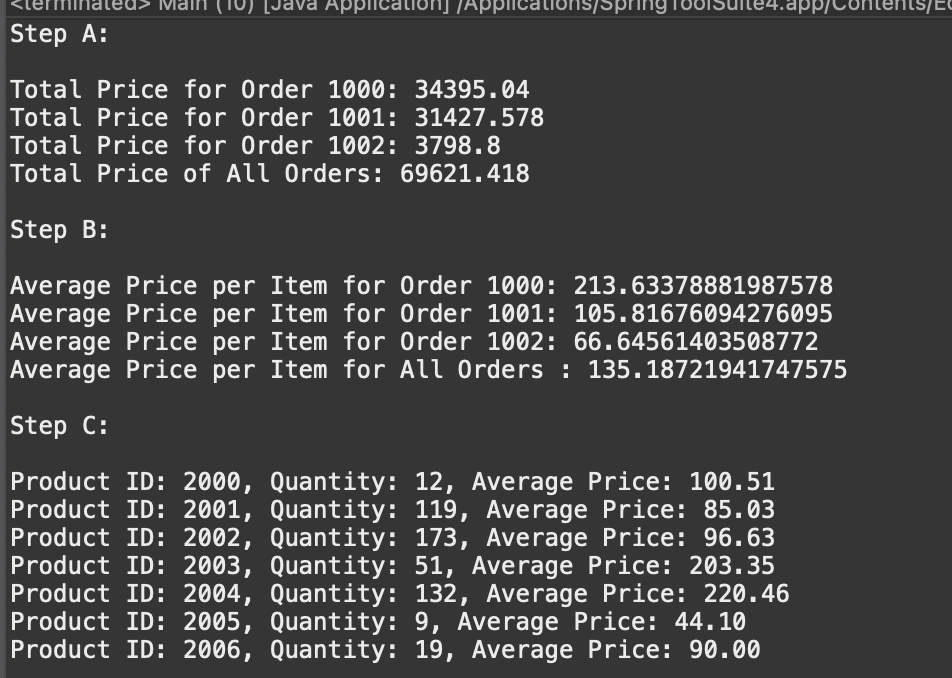 <terminated> Main (10) [Java Application] /Applications/SpringToolSuite4.app/Contents/
Step A:
Total Price for Order 1000: 34395.04
Total Price for Order 1001: 31427.578
Total Price for Order 1002: 3798.8
Total Price of All Orders: 69621.418
Step B:
Average Price per Item for Order 1000: 213.63378881987578
Average Price per Item for Order 1001: 105.81676094276095
Average Price per Item for Order 1002: 66.64561403508772
Average Price per Item for All Orders : 135.18721941747575
Step C:
Product ID: 2000, Quantity: 12, Average Price: 100.51
Product ID: 2001, Quantity: 119, Average Price: 85.03
Product ID: 2002, Quantity: 173, Average Price: 96.63
Product ID: 2003, Quantity: 51, Average Price: 203.35
Product ID: 2004, Quantity: 132, Average Price: 220.46
Product ID: 2005, Quantity: 9, Average Price: 44.10
Product ID: 2006, Quantity: 19, Average Price: 90.00